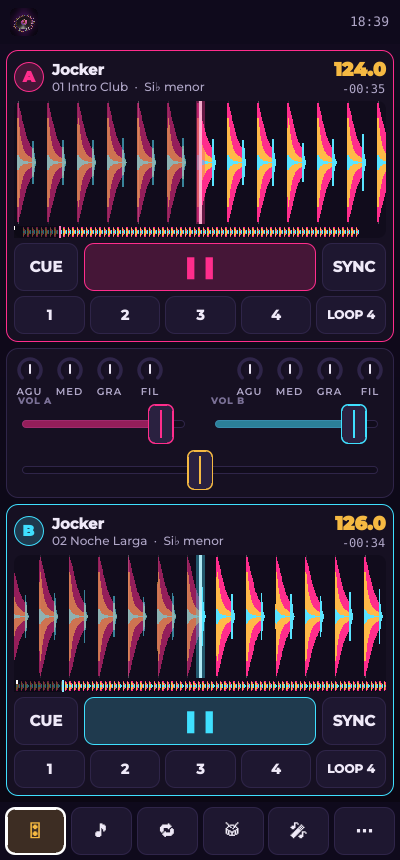 18:39
A
Jocker
124.0
01 Intro Club · Si♭ menor
-00:35
CUE
SYNC
1
2
3
4
LOOP 4
AGU MED GRA FIL
AGU MED GRA FIL
VOL A
VOL B
B
Jocker
126.0
02 Noche Larga · Si♭ menor
-00:34
CUE
SYNC
1
2
3
4
LOOP 4